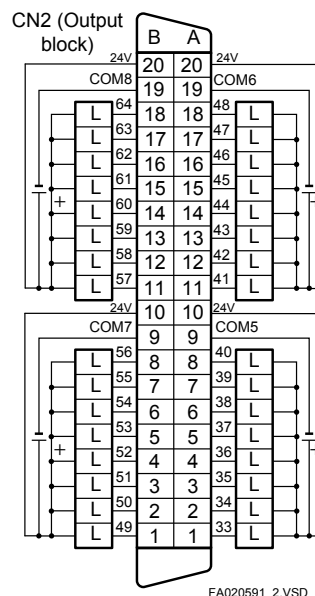 CN2 (Output block)
B A
24V 20 20 24V
COM8 19 19 COM6
L 64 18 18 48 L
L 63 17 17 47 L
L 62 16 16 46 L
L 61 15 15 45 L
+ L 60 14 14 44 L
L 59 13 13 43 L
L 58 12 12 42 L
L 57 11 11 41 L
24V 10 10 24V
COM7 9 9 COM5
L 56 8 8 40 L
L 55 7 7 39 L
L 54 6 6 38 L
L 53 5 5 37 L
+ L 52 4 4 36 L
L 51 3 3 35 L
L 50 2 2 34 L
L 49 1 1 33 L
FA020591_2.VSD